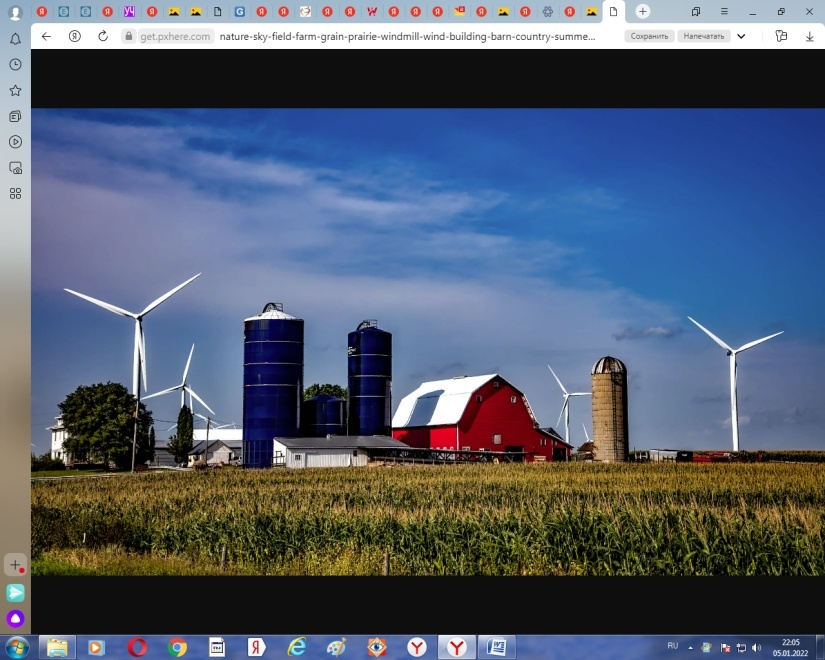 get.pxhere.com nature-sky-field-farm-grain-prairie-windmill-wind-building-barn-country-summe...
Сохранить Напечатать
RU
22:05
05.01.2022